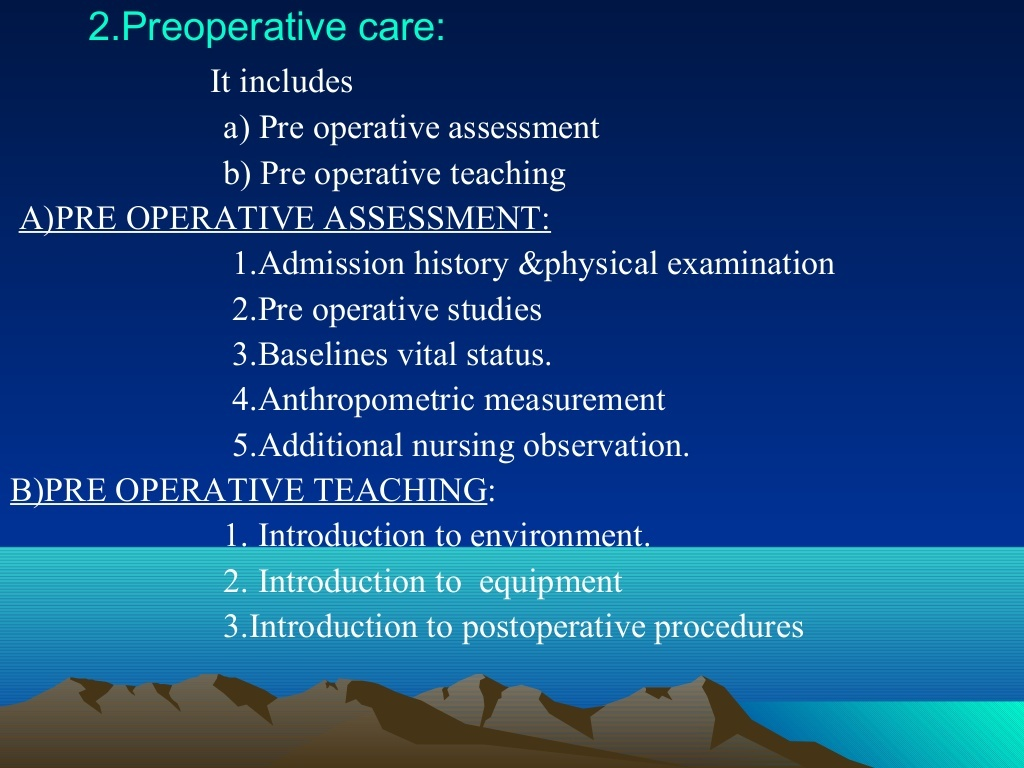 2.Preoperative care:
It includes
a) Pre operative assessment
b) Pre operative teaching
A)PRE OPERATIVE ASSESSMENT:
1.Admission history &physical examination
2.Pre operative studies
3.Baselines vital status.
4.Anthropometric measurement
5.Additional nursing observation.
B)PRE OPERATIVE TEACHING:
1. Introduction to environment.
2. Introduction to  equipment
3.Introduction to postoperative procedures